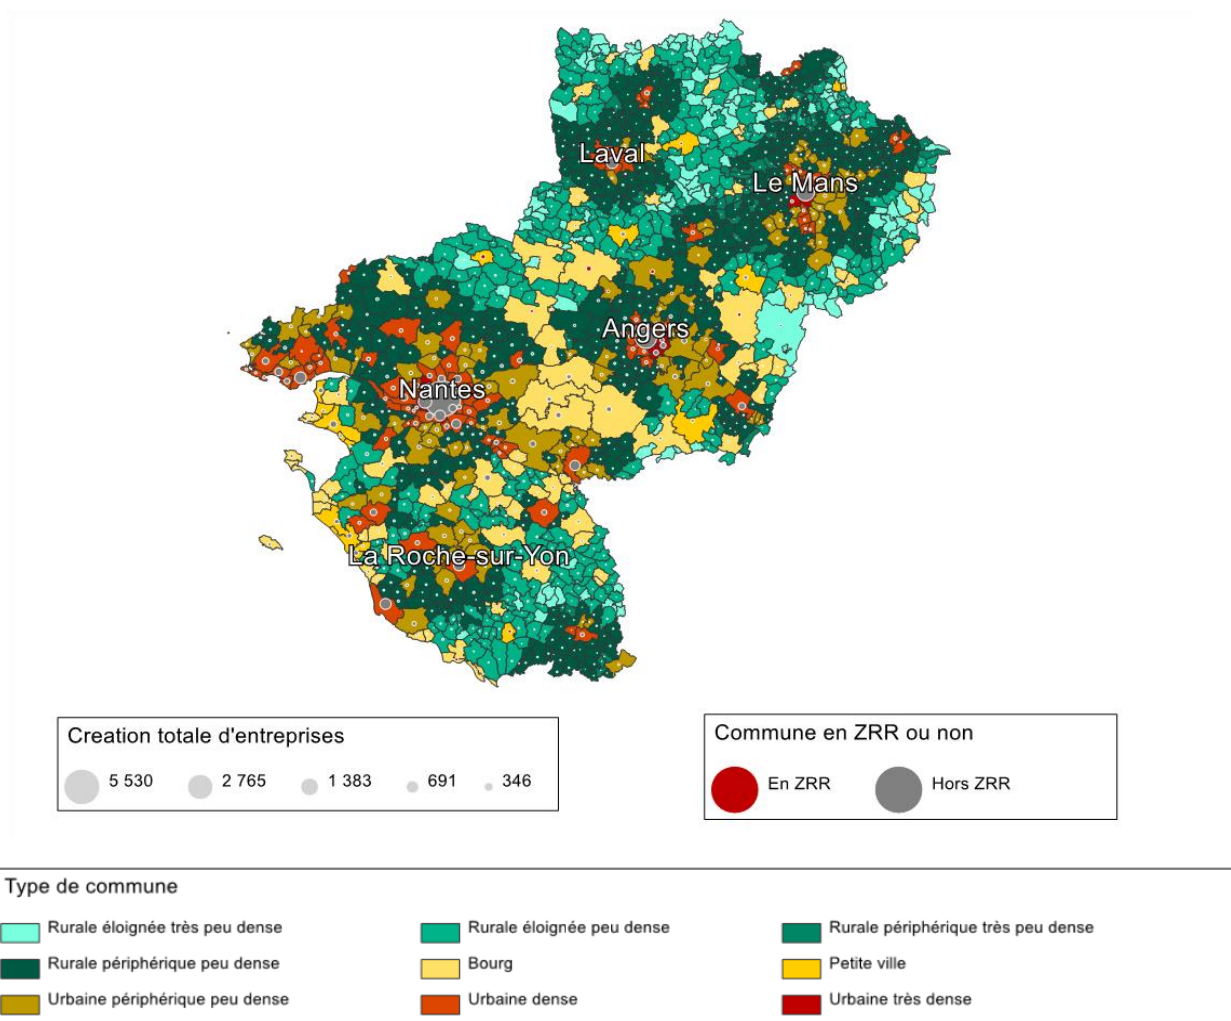 Laval
Le Mans
Angers
Nantes
La Roche-sur-Yon
Creation totale d'entreprises
5 530 2 765 1 383 691 346
Commune en ZRR ou non
En ZRR Hors ZRR
Type de commune
Rurale éloignée très peu dense Rurale éloignée peu dense Rurale périphérique très peu dense
Rurale périphérique peu dense Bourg Petite ville
Urbaine périphérique peu dense Urbaine dense Urbaine très dense